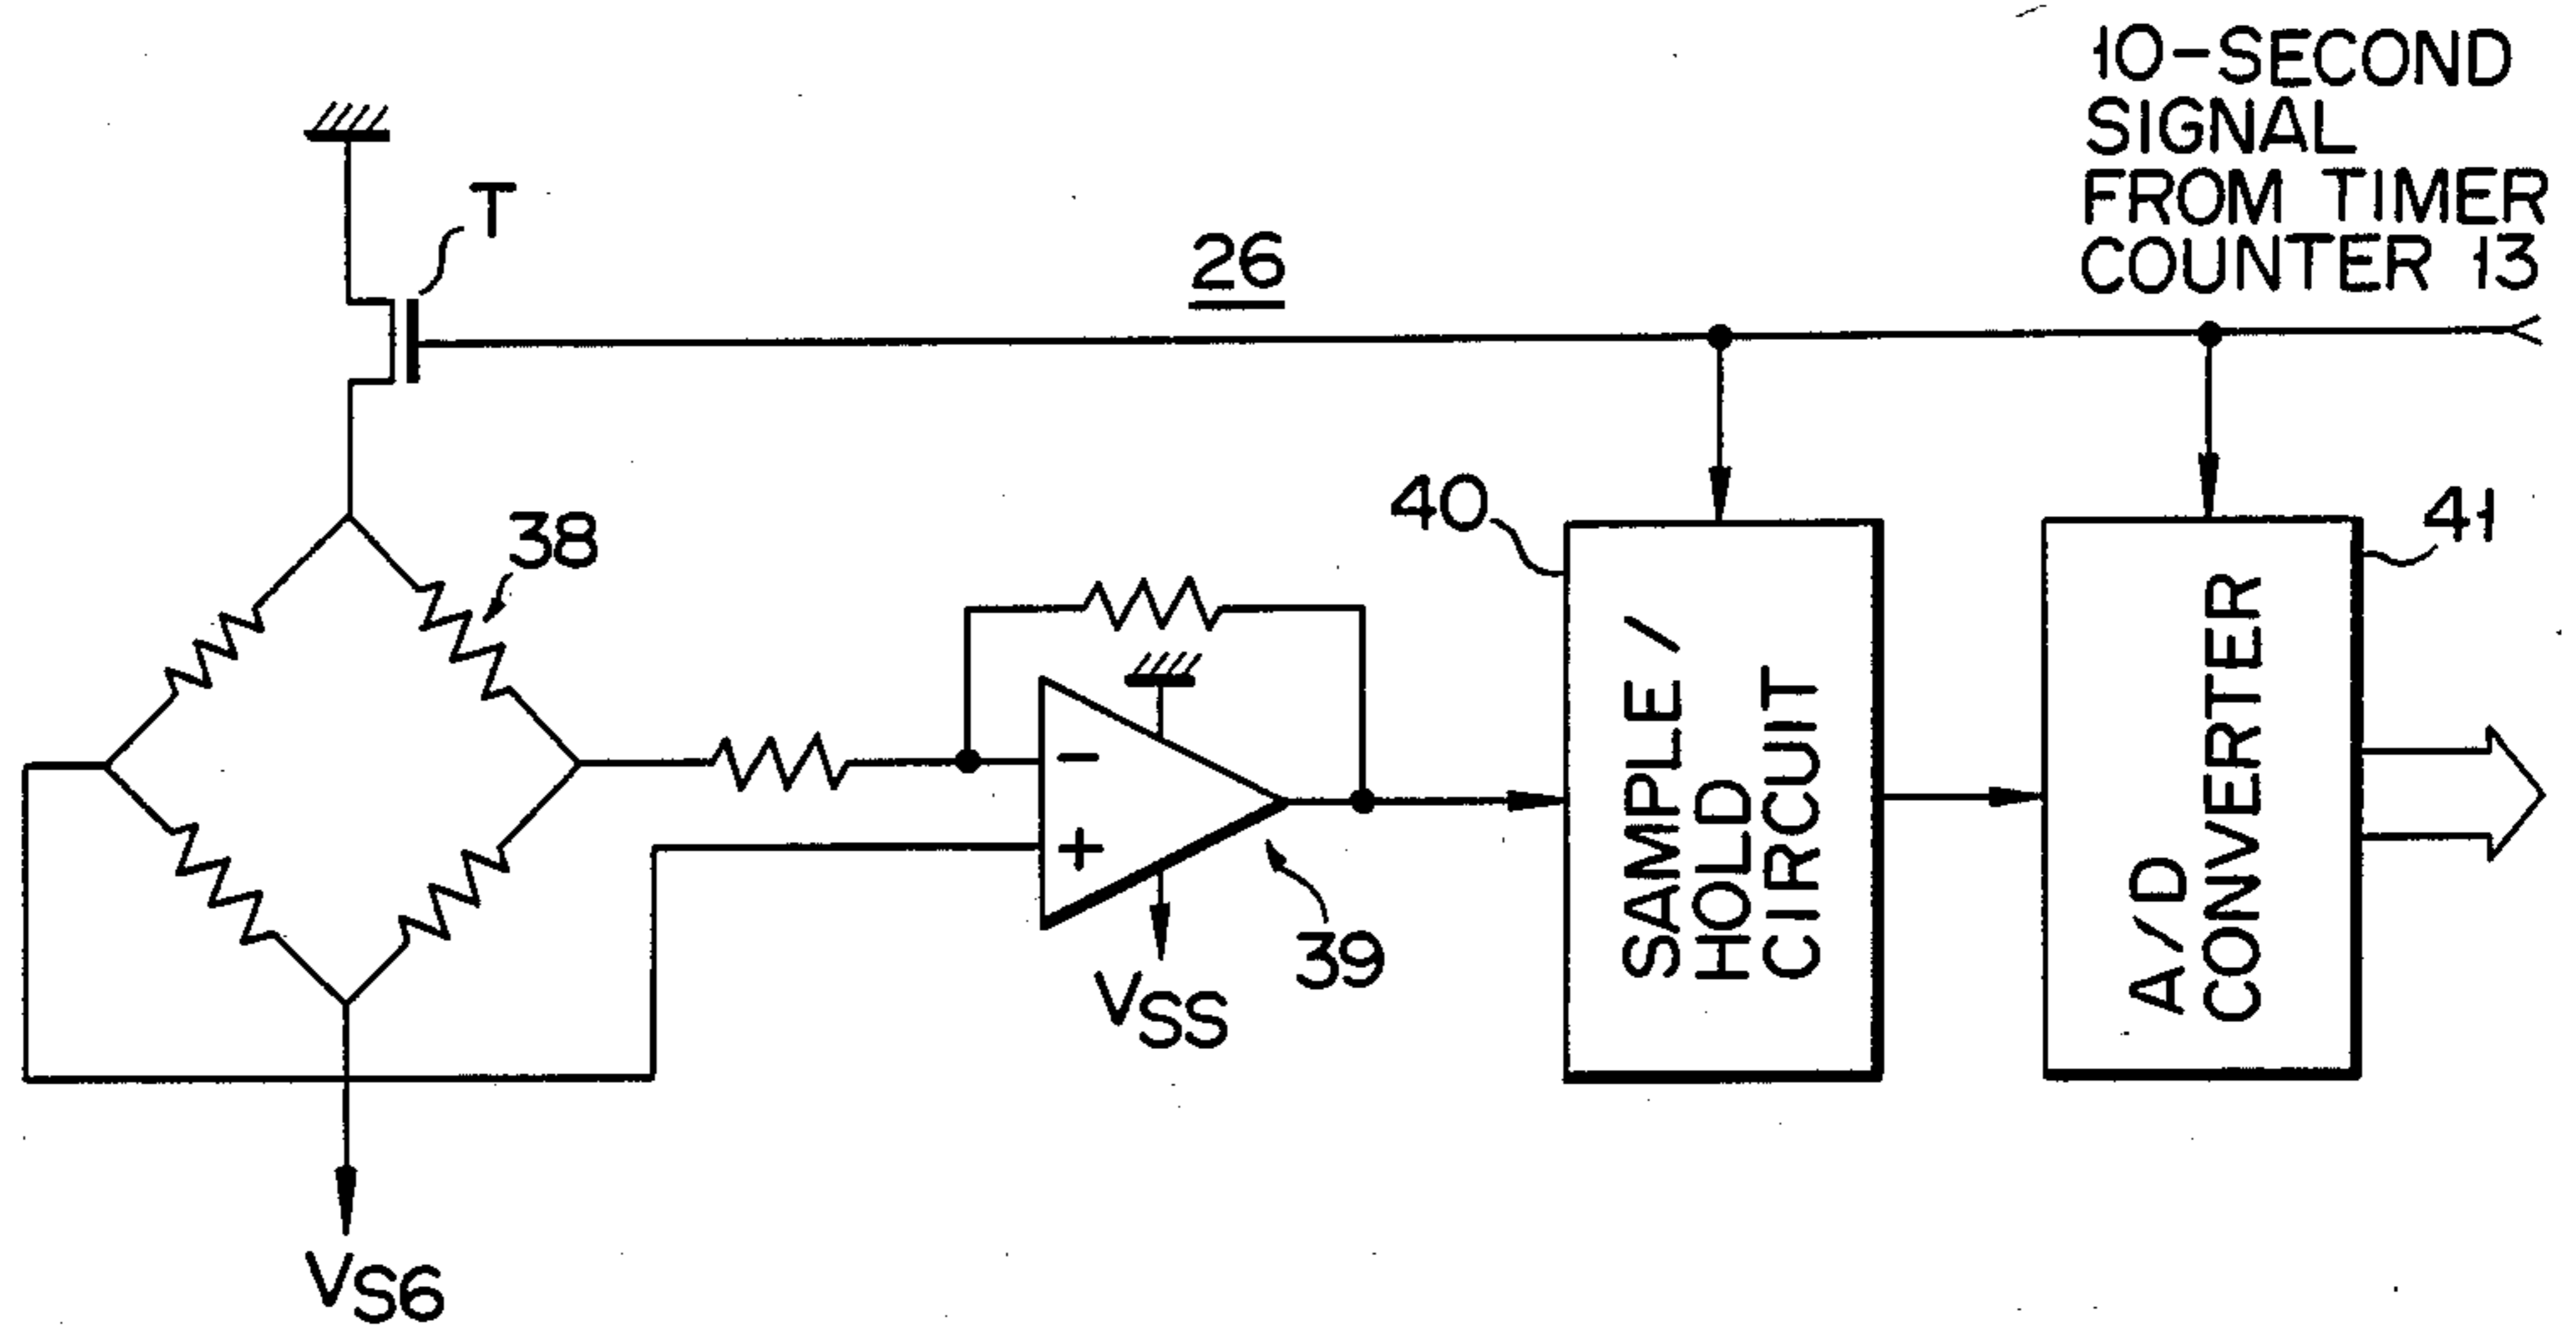 10-SECOND
SIGNAL
FROM TIMER
COUNTER 13
T
26
38
40
41
-
+
39
VSS
VS6
SAMPLE /
HOLD
CIRCUIT
A/D
CONVERTER